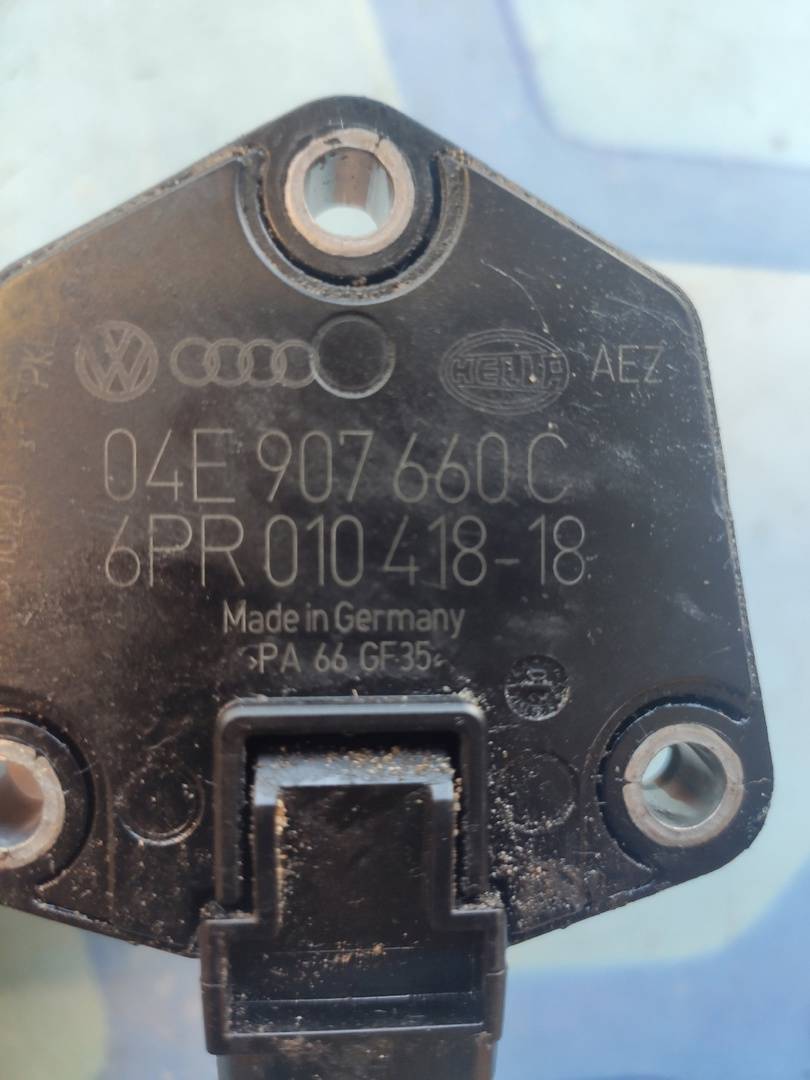 HELLA AEZ
04E 907 660 C
6PR 010 418-18
Made in Germany
>PA 66 GF35<